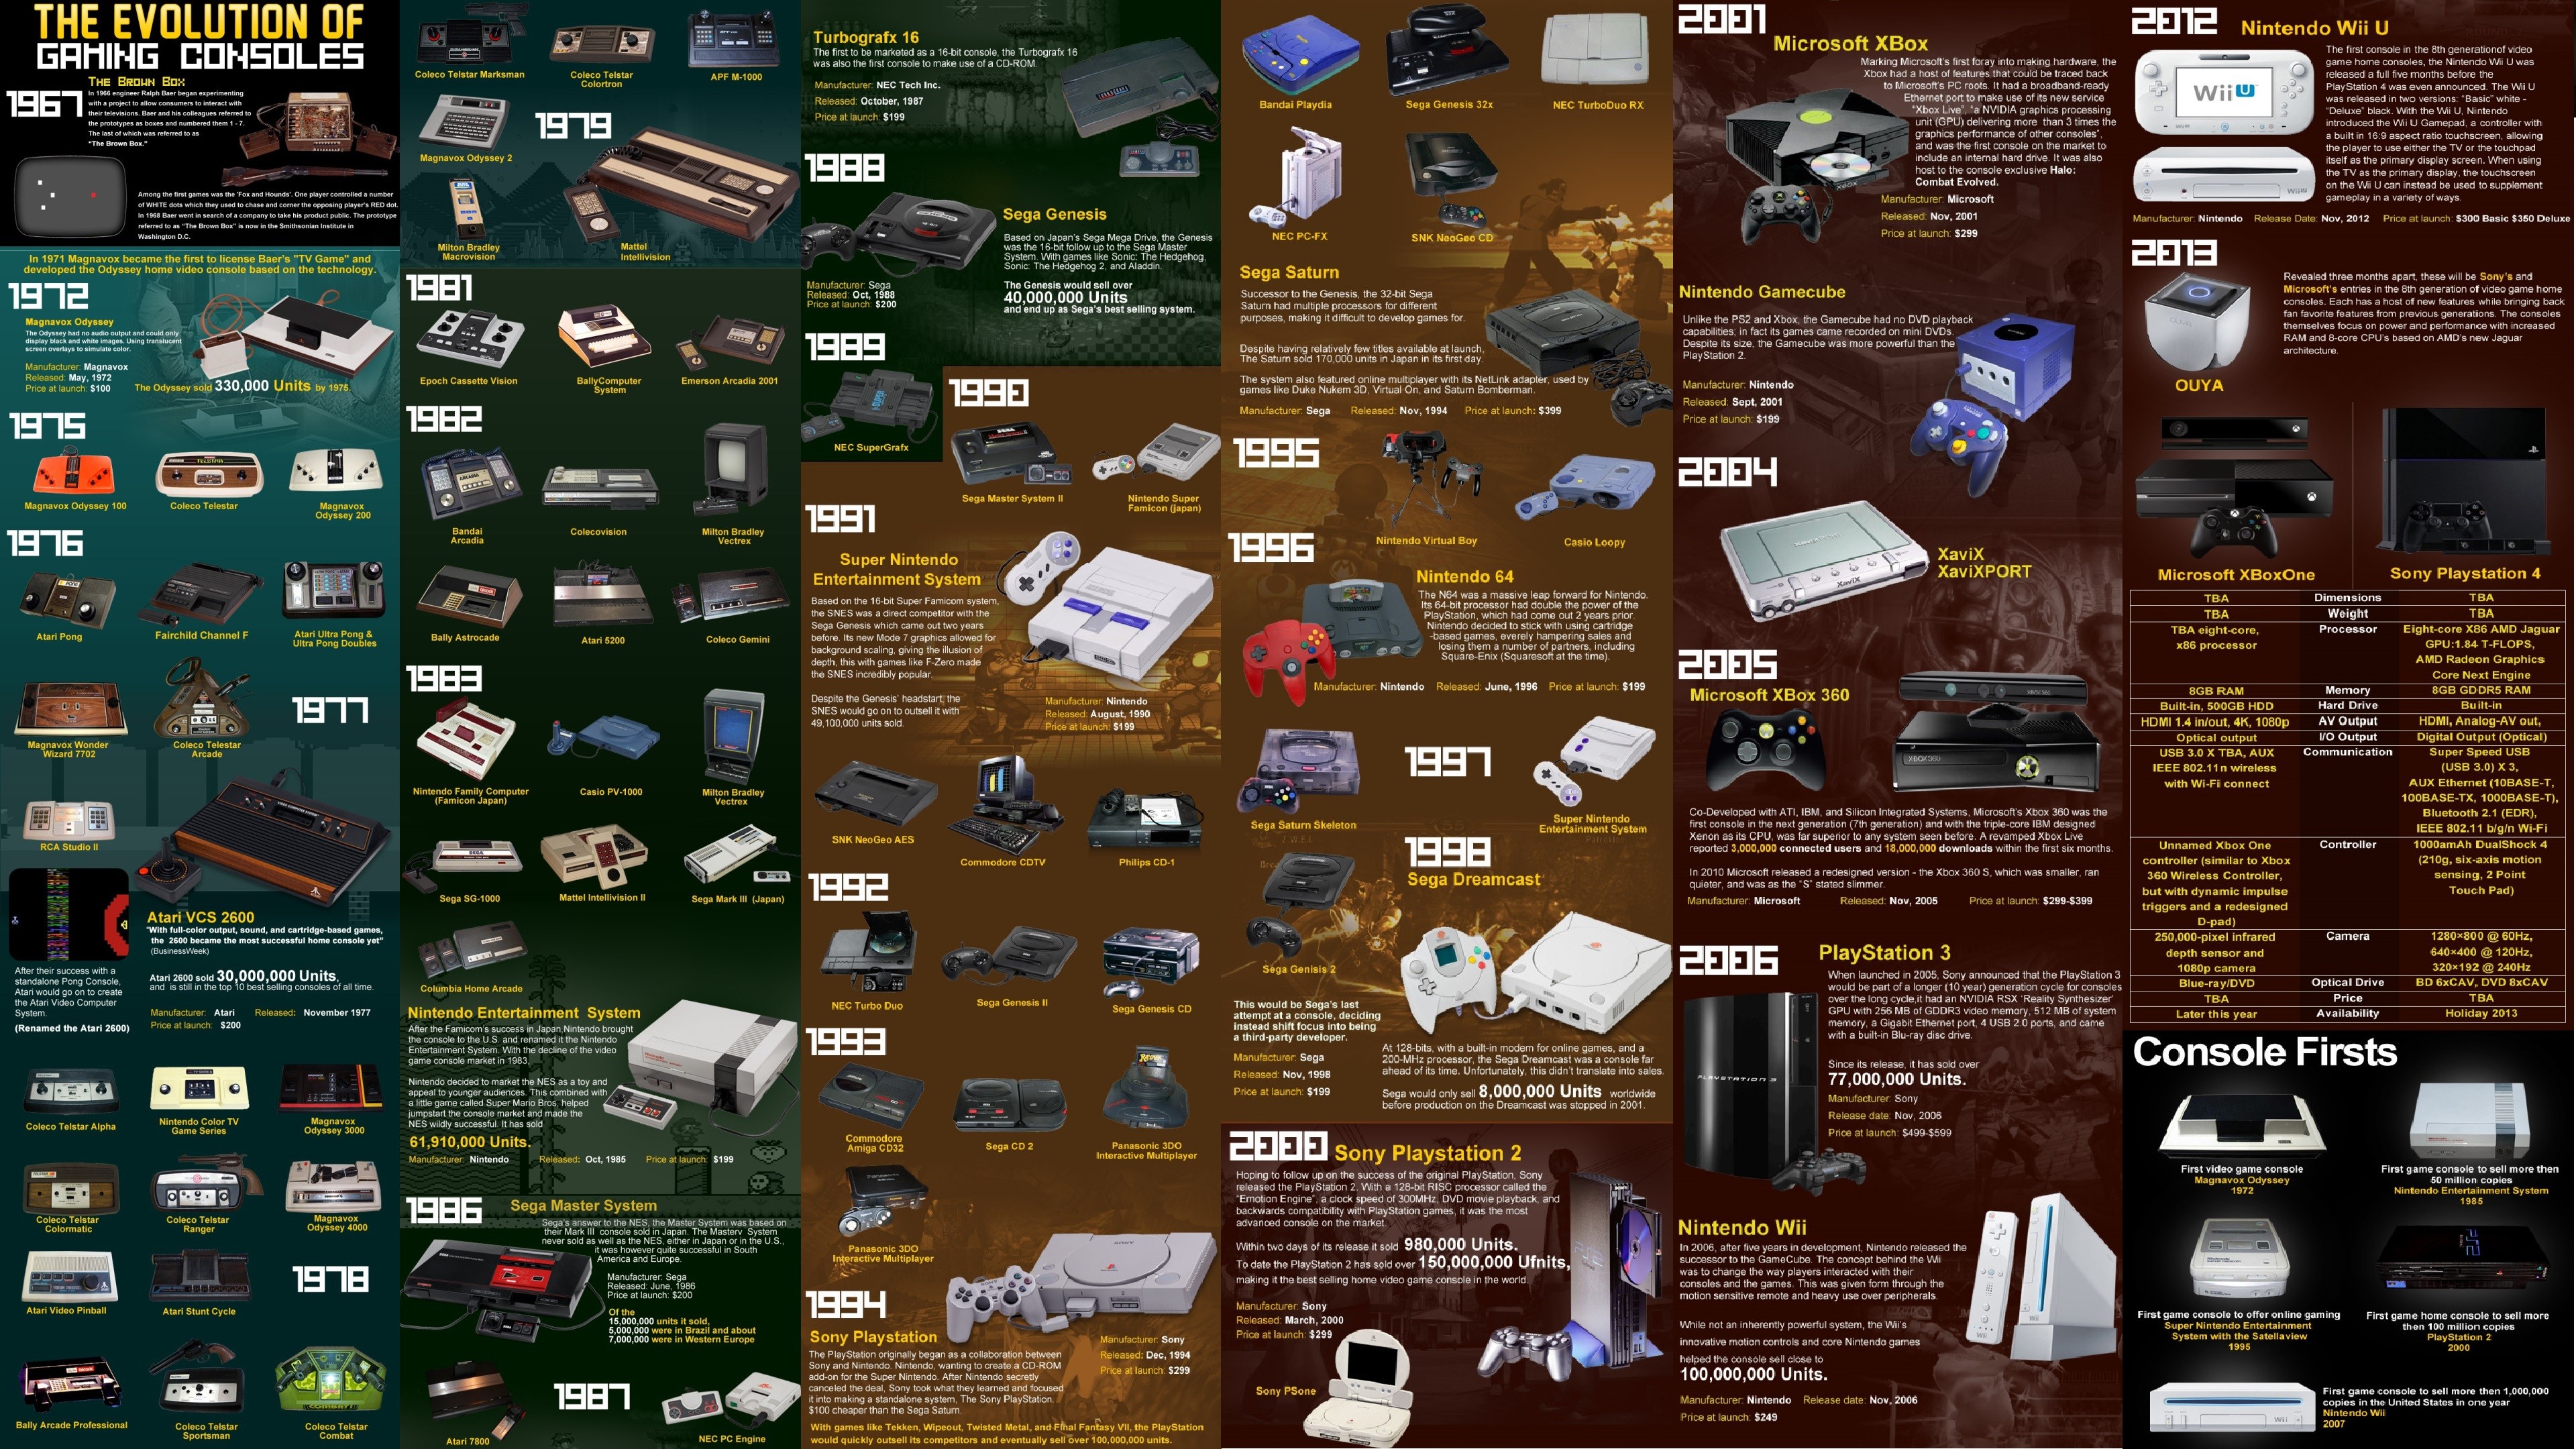 THE EVOLUTION OF
GAMING CONSOLES
1967
THE BROWN BOX
In 1966 engineer Ralph Baer began experimenting
with a project to allow consumers to interact with
their televisions. Baer and his colleagues referred to
the prototypes as boxes and numbered them 1 - 7.
The last of which was referred to as
"The Brown Box."
Among the first games was the 'Fox and Hounds'. One player controlled a number
of WHITE dots which they used to chase and corner the opposing player's RED dot.
In 1968 Baer went in search of a company to take his product public. The prototype
referred to as "The Brown Box" is now in the Smithsonian Institute in
Washington D.C.
In 1971 Magnavox became the first to license Baer's "TV Game" and
developed the Odyssey home video console based on the technology.
1972
Magnavox Odyssey
The Odyssey had no audio output and could only
display black and white images. Using translucent
screen overlays to simulate color.
Manufacturer: Magnavox
Released: May, 1972
Price at launch: $100
The Odyssey sold 330,000 Units by 1975.
1975
Magnavox Odyssey 100
Coleco Telestar
Magnavox
Odyssey 200
1976
Atari Pong
Fairchild Channel F
Atari Ultra Pong &
Ultra Pong Doubles
Magnavox Wonder
Wizard 7702
Coleco Telestar
Arcade
1977
RCA Studio II
Atari VCS 2600
"With full-color output, sound, and cartridge-based games,
the 2600 became the most successful home console yet"
(BusinessWeek)
After their success with a
standalone Pong Console,
Atari would go on to create
the Atari Video Computer
System.
(Renamed the Atari 2600)
Atari 2600 sold 30,000,000 Units,
and is still in the top 10 best selling consoles of all time.
Manufacturer: Atari Released: November 1977
Price at launch: $200
Coleco Telstar Alpha
Nintendo Color TV
Game Series
Magnavox
Odyssey 3000
Coleco Telstar
Colormatic
Coleco Telstar
Ranger
Magnavox
Odyssey 4000
Atari Video Pinball
Atari Stunt Cycle
1978
Bally Arcade Professional
Coleco Telstar
Sportsman
Coleco Telstar
Combat
Coleco Telstar Marksman
Coleco Telstar
Colortron
APF M-1000
Magnavox Odyssey 2
1979
Milton Bradley
Macrovision
Mattel
Intellivision
1981
Epoch Cassette Vision
BallyComputer
System
Emerson Arcadia 2001
1982
Bandai
Arcadia
Colecovision
Milton Bradley
Vectrex
Bally Astrocade
Atari 5200
Coleco Gemini
1983
Nintendo Family Computer
(Famicon Japan)
Casio PV-1000
Milton Bradley
Vectrex
Sega SG-1000
Mattel Intellivision II
Sega Mark III (Japan)
Columbia Home Arcade
Nintendo Entertainment System
After the Famicom's success in Japan,Nintendo brought
the console to the U.S. and renamed it the Nintendo
Entertainment System. With the decline of the video
game console market in 1983,
Nintendo decided to market the NES as a toy and
appeal to younger audiences. This combined with
a little game called Super Mario Bros. helped
jumpstart the console market and made the
NES wildly successful. It has sold
61,910,000 Units.
Manufacturer: Nintendo Released: Oct, 1985 Price at launch: $199
1986
Sega Master System
Sega's answer to the NES, the Master System was based on
their Mark III console sold in Japan. The Masterv System
never sold as well as the NES, either in Japan or in the U.S.,
it was however quite successful in South
America and Europe.
Manufacturer: Sega
Released: June, 1986
Price at launch: $200
Of the
15,000,000 units it sold,
5,000,000 were in Brazil and about
7,000,000 were in Western Europe
Atari 7800
1987
NEC PC Engine
Turbografx 16
The first to be marketed as a 16-bit console, the Turbografx 16
was also the first console to make use of a CD-ROM.
Manufacturer: NEC Tech Inc.
Released: October, 1987
Price at launch: $199
1988
Sega Genesis
Based on Japan's Sega Mega Drive, the Genesis
was the 16-bit follow up to the Sega Master
System. With games like Sonic: The Hedgehog,
Sonic: The Hedgehog 2, and Aladdin.
Manufacturer: Sega
Released: Oct, 1988
Price at launch: $200
The Genesis would sell over
40,000,000 Units
and end up as Sega's best selling system.
1989
NEC SuperGrafx
1990
Sega Master System II
Nintendo Super
Famicon (japan)
1991
Super Nintendo
Entertainment System
Based on the 16-bit Super Famicom system,
the SNES was a direct competitor with the
Sega Genesis which came out two years
before. Its new Mode 7 graphics allowed for
background scaling, giving the illusion of
depth, this with games like F-Zero made
the SNES incredibly popular.
Despite the Genesis' headstart, the
SNES would go on to outsell it with
49,100,000 units sold.
Manufacturer: Nintendo
Released: August, 1990
Price at launch: $199
SNK NeoGeo AES
Commodore CDTV
Philips CD-1
1992
NEC Turbo Duo
Sega Genesis II
Sega Genesis CD
1993
Commodore
Amiga CD32
Sega CD 2
Panasonic 3DO
Interactive Multiplayer
Panasonic 3DO
Interactive Multiplayer
1994
Sony Playstation
The PlayStation originally began as a collaboration between
Sony and Nintendo. Nintendo, wanting to create a CD-ROM
add-on for the Super Nintendo. After Nintendo secretly
canceled the deal, Sony took what they learned and focused
it into making a standalone system, The Sony PlayStation.
$100 cheaper than the Sega Saturn.
Manufacturer: Sony
Released: Dec, 1994
Price at launch: $299
With games like Tekken, Wipeout, Twisted Metal, and Final Fantasy VII, the PlayStation
would quickly outsell its competitors and eventually sell over 100,000,000 units.
Bandai Playdia
Sega Genesis 32x
NEC TurboDuo RX
NEC PC-FX
SNK NeoGeo CD
Sega Saturn
Successor to the Genesis, the 32-bit Sega
Saturn had multiple processors for different
purposes, making it difficult to develop games for.
Despite having relatively few titles available at launch,
The Saturn sold 170,000 units in Japan in its first day.
The system also featured online multiplayer with its NetLink adapter, used by
games like Duke Nukem 3D, Virtual On, and Saturn Bomberman.
Manufacturer: Sega Released: Nov, 1994 Price at launch: $399
1995
Nintendo Virtual Boy
Casio Loopy
1996
Nintendo 64
The N64 was a massive leap forward for Nintendo.
Its 64-bit processor had double the power of the
PlayStation, which had come out 2 years prior.
Nintendo decided to stick with using cartridge
-based games, everely hampering sales and
losing them a number of partners, including
Square-Enix (Squaresoft at the time).
Manufacturer: Nintendo Released: June, 1996 Price at launch: $199
Sega Saturn Skeleton
1997
Super Nintendo
Entertainment System
1998
Sega Dreamcast
Sega Genisis 2
This would be Sega's last
attempt at a console, deciding
instead shift focus into being
a third-party developer.
Manufacturer: Sega
Released: Nov, 1998
Price at launch: $199
At 128-bits, with a built-in modem for online games, and a
200-MHz processor, the Sega Dreamcast was a console far
ahead of its time. Unfortunately, this didn't translate into sales.
Sega would only sell 8,000,000 Units worldwide
before production on the Dreamcast was stopped in 2001.
2000
Sony Playstation 2
Hoping to follow up on the success of the original PlayStation, Sony
released the PlayStation 2. With a 128-bit RISC processor called the
"Emotion Engine", a clock speed of 300MHz, DVD movie playback, and
backwards compatibility with PlayStation games, it was the most
advanced console on the market.
Within two days of its release it sold 980,000 Units.
To date the PlayStation 2 has sold over 150,000,000 Ufnits,
making it the best selling home video game console in the world.
Manufacturer: Sony
Released: March, 2000
Price at launch: $299
Sony PSone
2001
Microsoft XBox
Marking Microsoft's first foray into making hardware, the
Xbox had a host of features that could be traced back
to Microsoft's PC roots. It had a broadband-ready
Ethernet port to make use of its new service
"Xbox Live", "a NVIDIA graphics processing
unit (GPU) delivering more than 3 times the
graphics performance of other consoles",
and was the first console on the market to
include an internal hard drive. It was also
host to the console exclusive Halo:
Combat Evolved.
Manufacturer: Microsoft
Released: Nov, 2001
Price at launch: $299
Nintendo Gamecube
Unlike the PS2 and Xbox, the Gamecube had no DVD playback
capabilities; in fact its games came recorded on mini DVDs.
Despite its size, the Gamecube was more powerful than the
PlayStation 2.
Manufacturer: Nintendo
Released: Sept, 2001
Price at launch: $199
2004
XaviX
XaviXPORT
2005
Microsoft XBox 360
Co-Developed with ATI, IBM, and Silicon Integrated Systems, Microsoft's Xbox 360 was the
first console in the next generation (7th generation) and with the triple-core IBM designed
Xenon as its CPU, was far superior to any system seen before. A revamped Xbox Live
reported 3,000,000 connected users and 18,000,000 downloads within the first six months.
In 2010 Microsoft released a redesigned version - the Xbox 360 S, which was smaller, ran
quieter, and was as the "S" stated slimmer.
Manufacturer: Microsoft Released: Nov, 2005 Price at launch: $299-$399
2006
PlayStation 3
When launched in 2005, Sony announced that the PlayStation 3
would be part of a longer (10 year) generation cycle for consoles
over the long cycle,it had an NVIDIA RSX 'Reality Synthesizer'
GPU with 256 MB of GDDR3 video memory, 512 MB of system
memory, a Gigabit Ethernet port, 4 USB 2.0 ports, and came
with a built-in Blu-ray disc drive.
Since its release, it has sold over
77,000,000 Units.
Manufacturer: Sony
Release date: Nov, 2006
Price at launch: $499-$599
Nintendo Wii
In 2006, after five years in development, Nintendo released the
successor to the GameCube. The concept behind the Wii
was to change the way players interacted with their
consoles and the games. This was given form through the
motion sensitive remote and heavy use over peripherals.
While not an inherently powerful system, the Wii's
innovative motion controls and core Nintendo games
helped the console sell close to
100,000,000 Units.
Manufacturer: Nintendo Release date: Nov, 2006
Price at launch: $249
2012
Nintendo Wii U
Wii U
The first console in the 8th generationof video
game home consoles, the Nintendo Wii U was
released a full five months before the
PlayStation 4 was even announced. The Wii U
was released in two versions: "Basic" white -
"Deluxe" black. With the Wii U, Nintendo
introduced the Wii U Gamepad, a controller with
a built in 16:9 aspect ratio touchscreen, allowing
the player to use either the TV or the touchpad
itself as the primary display screen. When using
the TV as the primary display, the touchscreen
on the Wii U can instead be used to supplement
gameplay in a variety of ways.
Manufacturer: Nintendo Release Date: Nov, 2012 Price at launch: $300 Basic $350 Deluxe
2013
OUYA
Revealed three months apart, these will be Sony's and
Microsoft's entries in the 8th generation of video game home
consoles. Each has a host of new features while bringing back
fan favorite features from previous generations. The consoles
themselves focus on power and performance with increased
RAM and 8-core CPU's based on AMD's new Jaguar
architecture.
Microsoft XBoxOne
Sony Playstation 4
TBA Dimensions TBA
TBA Weight TBA
TBA eight-core, Processor Eight-core X86 AMD Jaguar
x86 processor GPU:1.84 T-FLOPS,
AMD Radeon Graphics
Core Next Engine
8GB RAM Memory 8GB GDDR5 RAM
Built-in, 500GB HDD Hard Drive Built-in
HDMI 1.4 in/out, 4K, 1080p AV Output HDMI, Analog-AV out,
Optical output I/O Output Digital Output (Optical)
USB 3.0 X TBA, AUX Communication Super Speed USB
IEEE 802.11n wireless (USB 3.0) X 3,
with Wi-Fi connect AUX Ethernet (10BASE-T,
100BASE-TX, 1000BASE-T),
Bluetooth 2.1 (EDR),
IEEE 802.11 b/g/n Wi-Fi
Unnamed Xbox One Controller 1000amAh DualShock 4
controller (similar to Xbox (210g, six-axis motion
360 Wireless Controller, sensing, 2 Point
but with dynamic impulse Touch Pad)
triggers and a redesigned
D-pad)
250,000-pixel infrared Camera 1280×800 @ 60Hz,
depth sensor and 640×400 @ 120Hz,
1080p camera 320×192 @ 240Hz
Blue-ray/DVD Optical Drive BD 6xCAV, DVD 8xCAV
TBA Price TBA
Later this year Availability Holiday 2013
Console Firsts
First video game console
Magnavox Odyssey
1972
First game console to sell more then
50 million copies
Nintendo Entertainment System
1985
First game console to offer online gaming
Super Nintendo Entertainment
System with the Satellaview
1995
First game home console to sell more
then 100 million copies
PlayStation 2
2000
First game console to sell more then 1,000,000
copies in the United States in one year
Nintendo Wii
2007